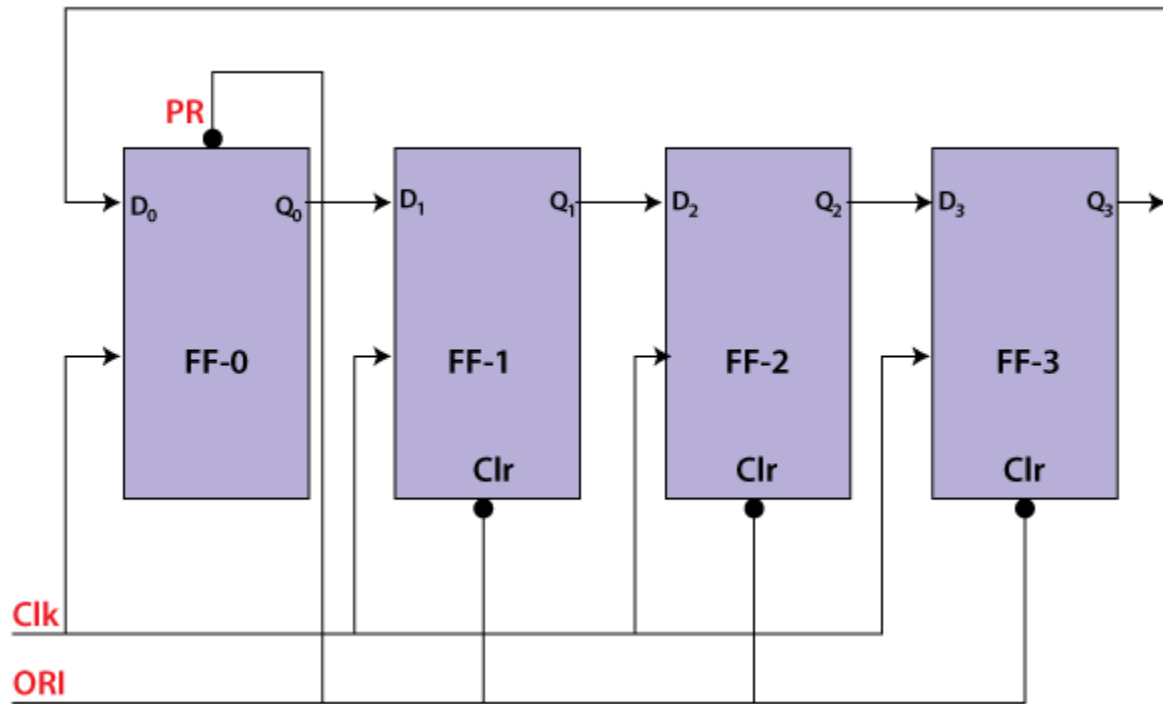 PR
D₀ Q₀ D₁ Q₁ D₂ Q₂ D₃ Q₃
FF-0 FF-1 FF-2 FF-3
Clr Clr Clr
Clk
ORI